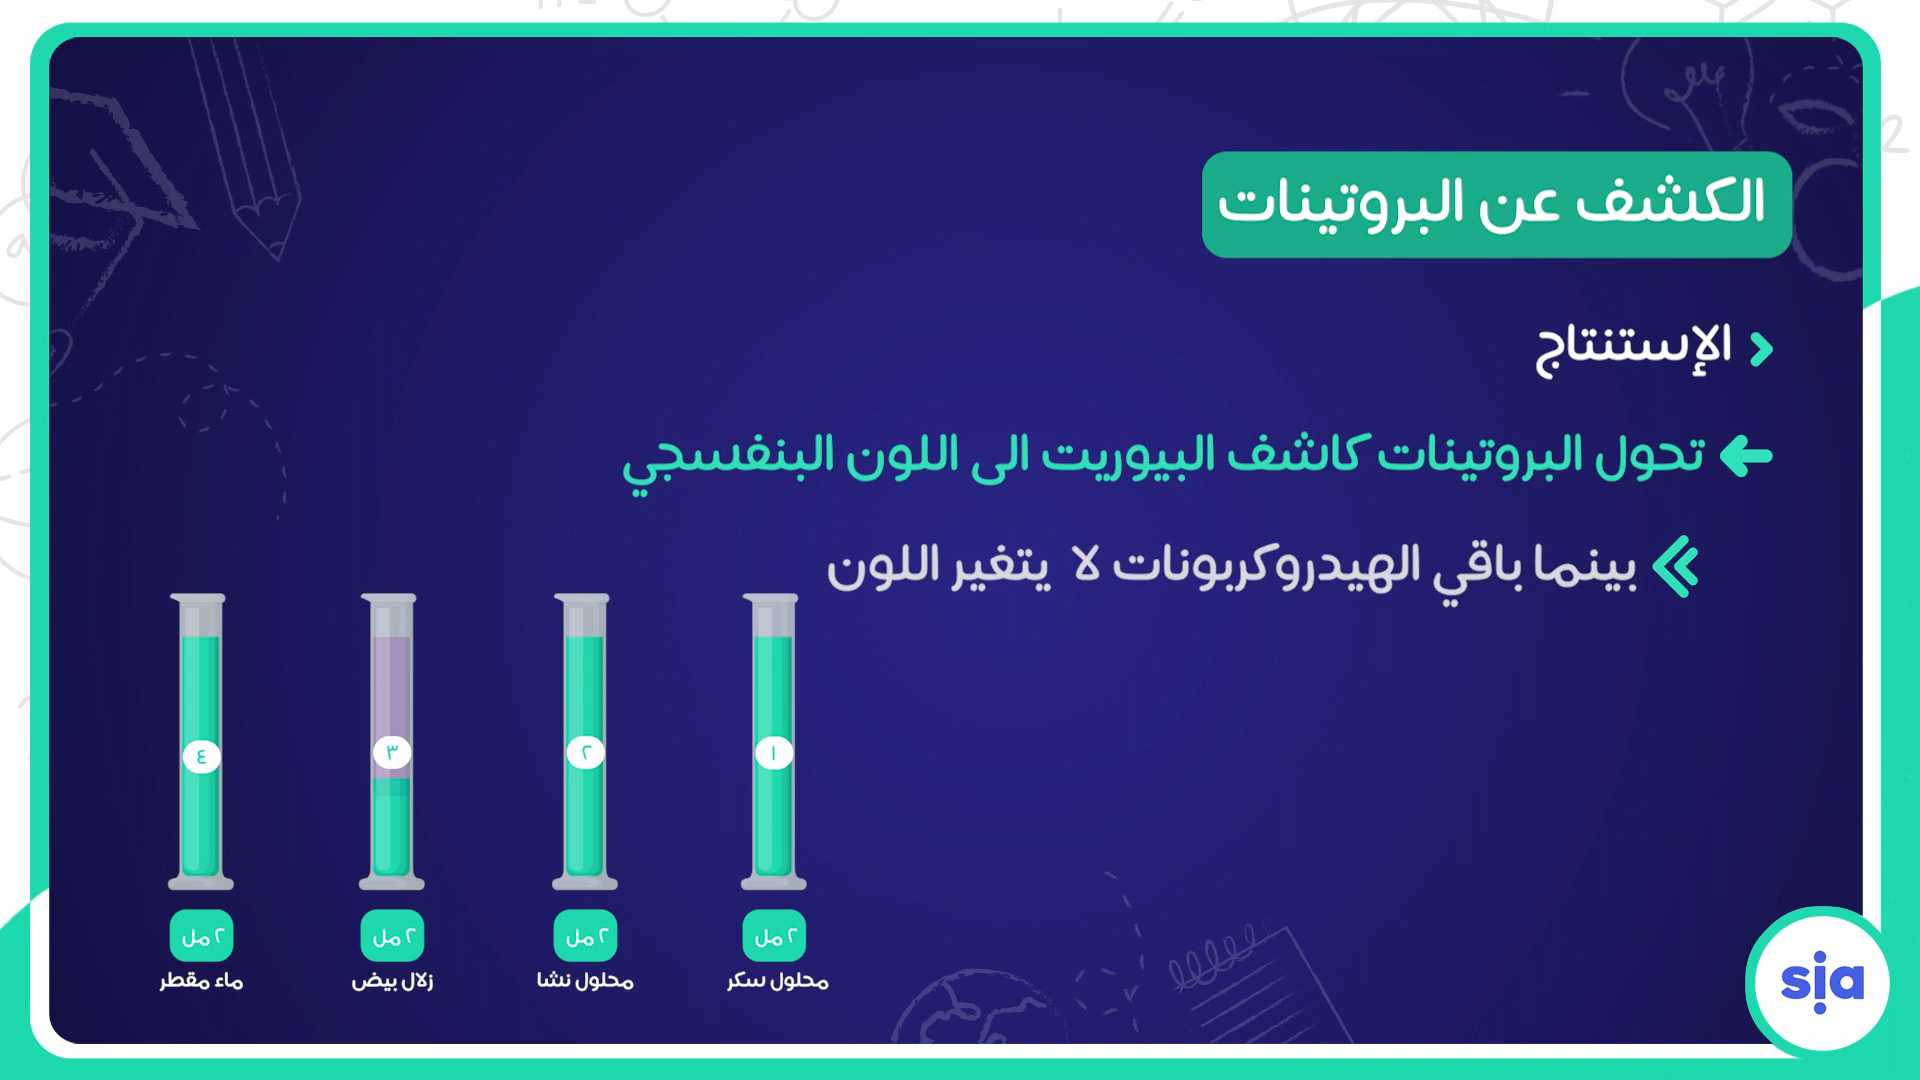 الكشف عن البروتينات
الإستنتاج
تحول البروتينات كاشف البيوريت الى اللون البنفسجي
بينما باقي الهيدروكربونات لا يتغير اللون
١ ٢ ٣ ٤
٢ مل ٢ مل ٢ مل ٢ مل
محلول سكر محلول نشا زلال بيض ماء مقطر
sia